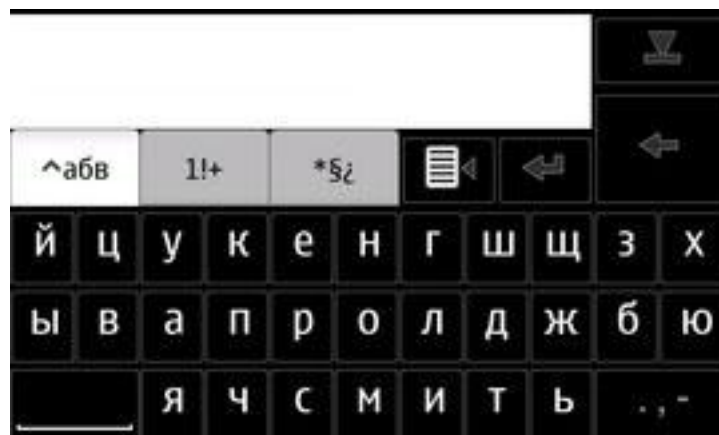 ^абв 1!+ *§¿
й ц у к е н г ш щ з х
ы в а п р о л д ж б ю
я ч с м и т ь .,-